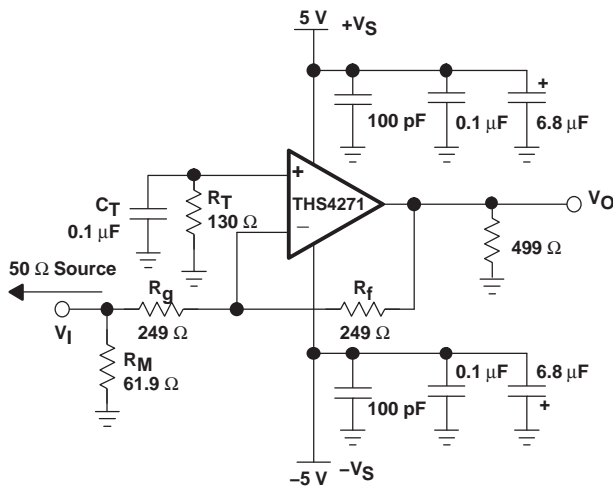 5 V
+VS
+
100 pF
0.1 µF
6.8 µF
+
THS4271
−
CT
0.1 µF
RT
130 Ω
VO
499 Ω
50 Ω Source
VI
Rg
249 Ω
Rf
249 Ω
RM
61.9 Ω
0.1 µF
6.8 µF
100 pF
+
−5 V
−VS